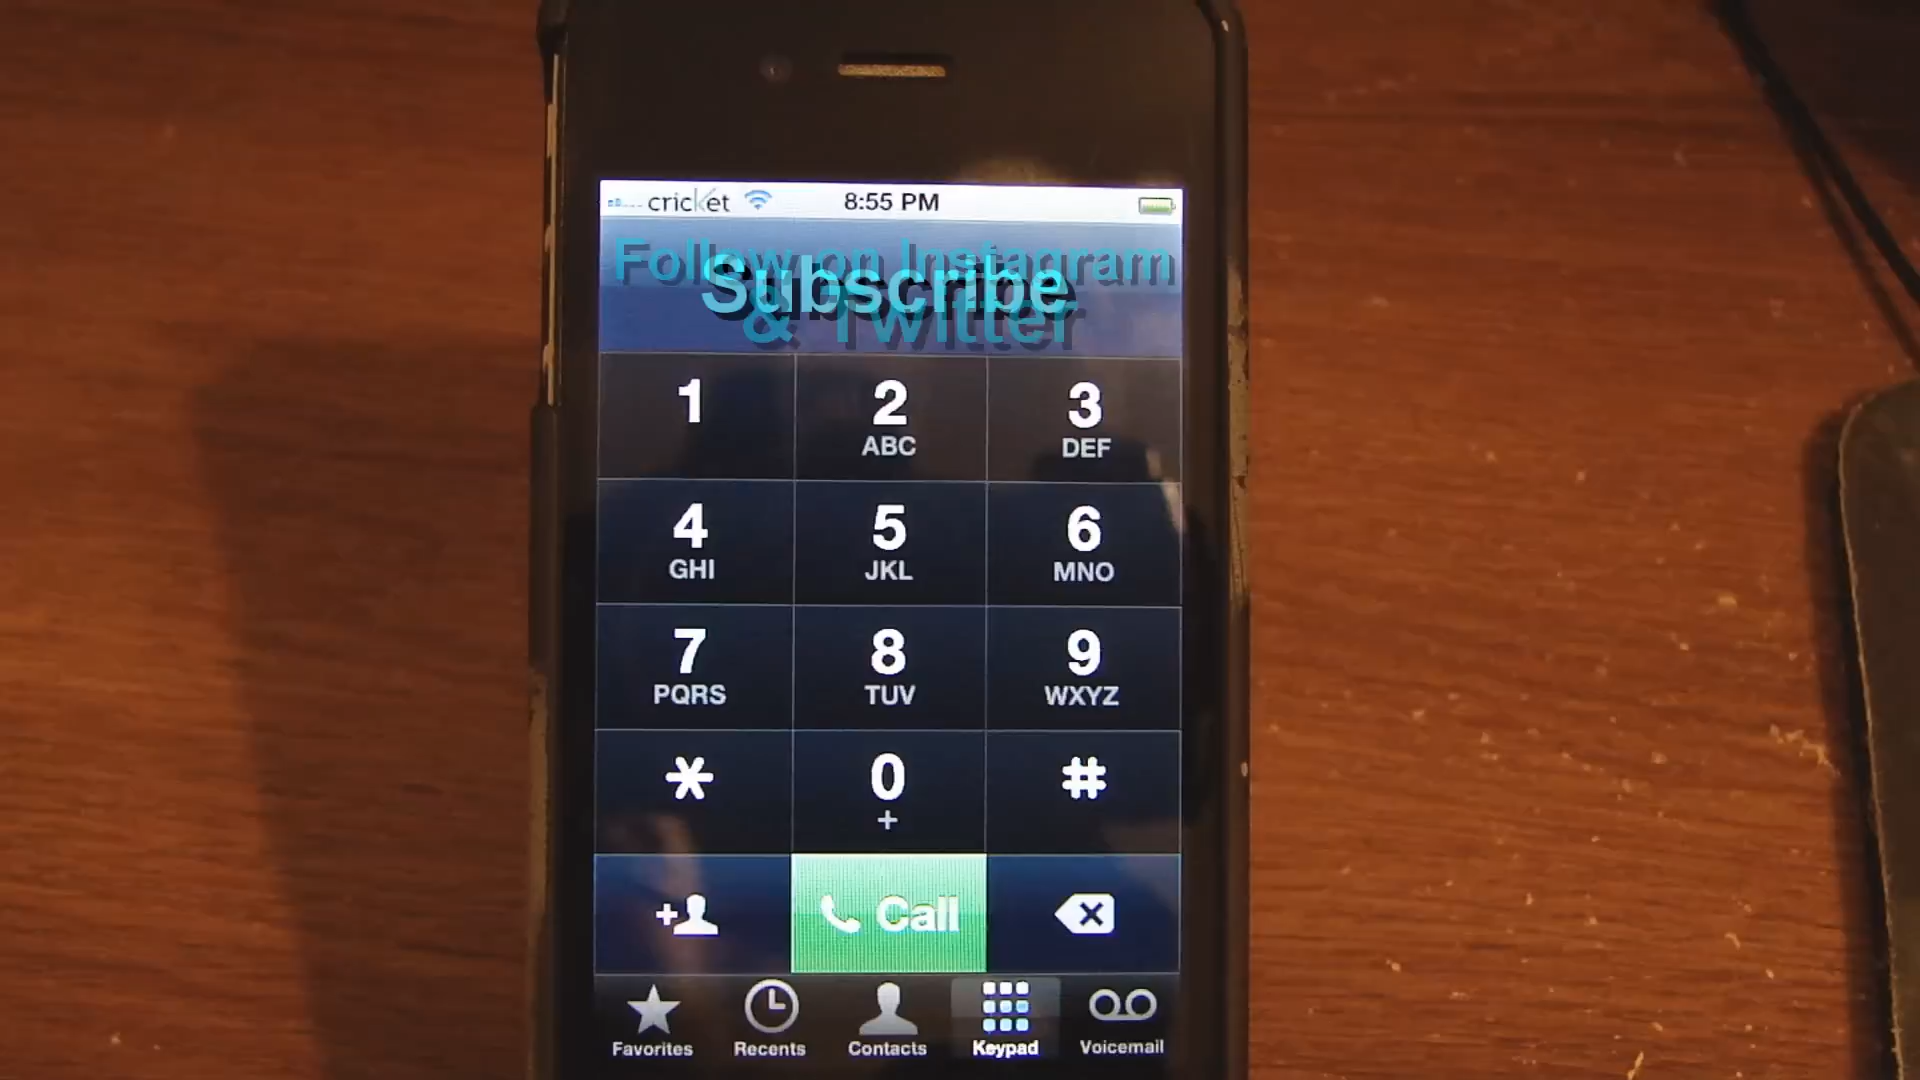 cricket 8:55 PM
Follow on Instagram
Subscribe
& Twitter
1 2 3
ABC DEF
4 5 6
GHI JKL MNO
7 8 9
PQRS TUV WXYZ
* 0 #
+
+ Call
Favorites Recents Contacts Keypad Voicemail